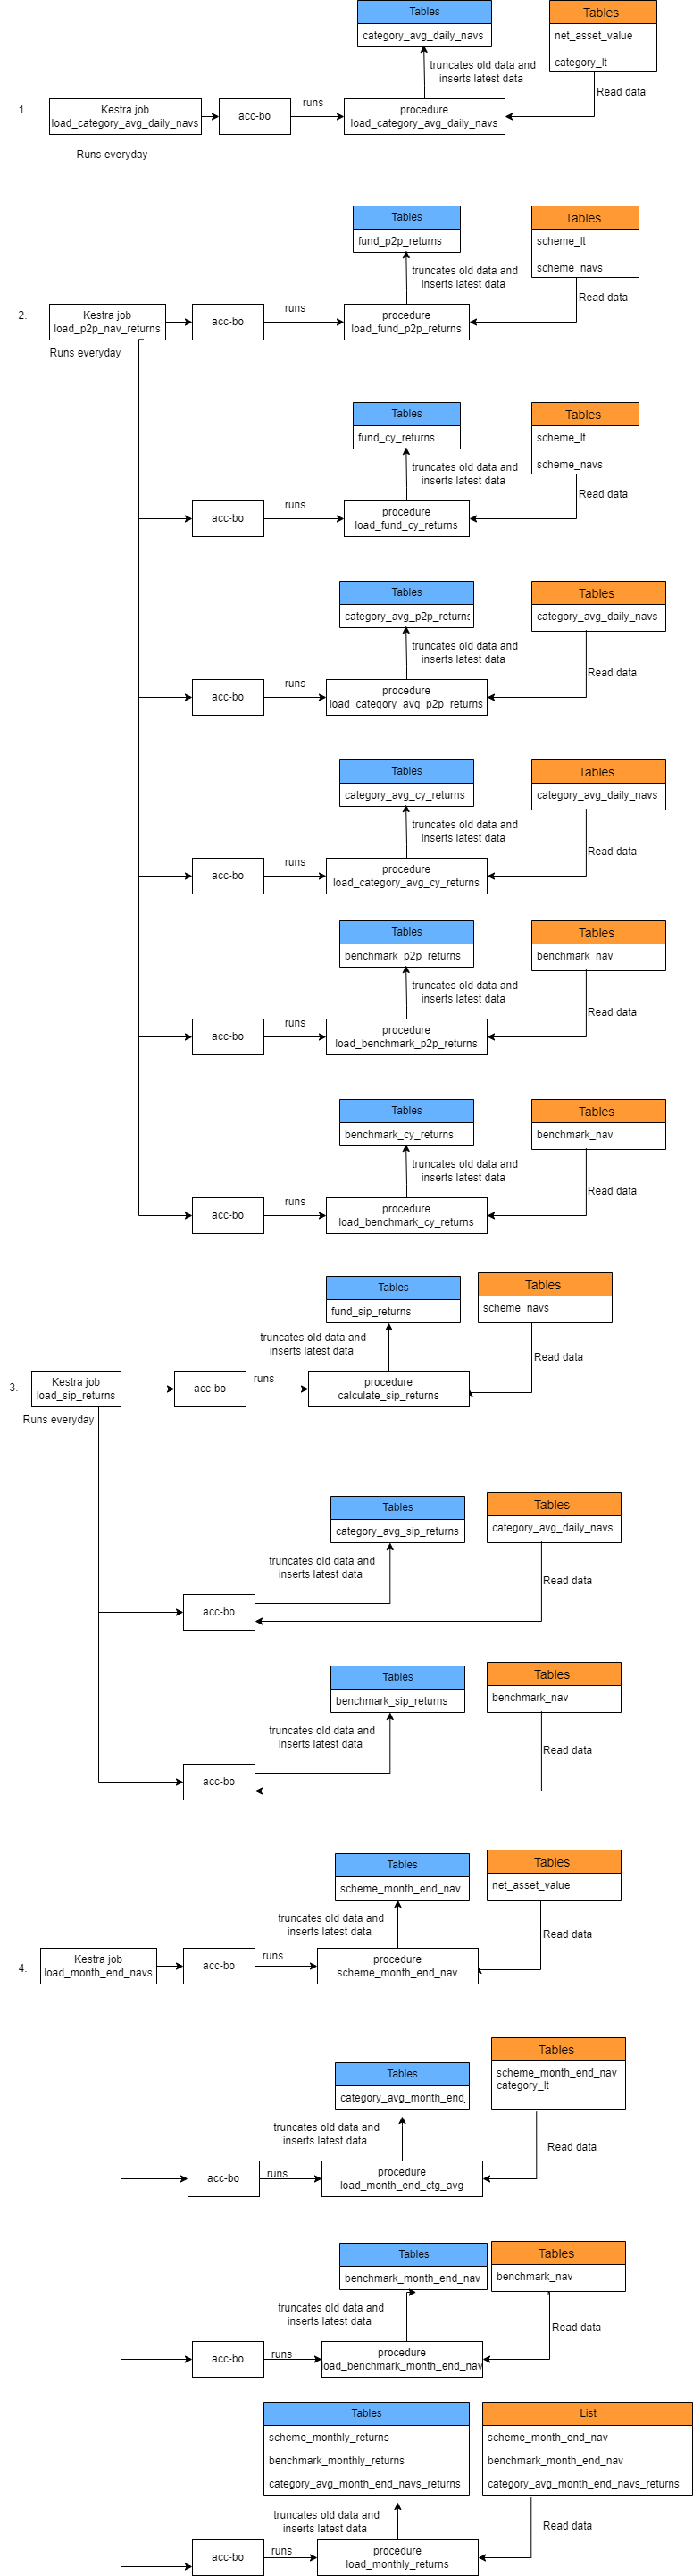 Tables
category_avg_daily_navs
Tables
net_asset_value
category_lt
truncates old data and
inserts latest data
Read data
1.
Kestra job
load_category_avg_daily_navs
acc-bo
runs
procedure
load_category_avg_daily_navs
Runs everyday
Tables
fund_p2p_returns
Tables
scheme_lt
scheme_navs
truncates old data and
inserts latest data
Read data
2.
Kestra job
load_p2p_nav_returns
acc-bo
runs
procedure
load_fund_p2p_returns
Runs everyday
Tables
fund_cy_returns
Tables
scheme_lt
scheme_navs
truncates old data and
inserts latest data
Read data
acc-bo
runs
procedure
load_fund_cy_returns
Tables
category_avg_p2p_returns
Tables
category_avg_daily_navs
truncates old data and
inserts latest data
Read data
acc-bo
runs
procedure
load_category_avg_p2p_returns
Tables
category_avg_cy_returns
Tables
category_avg_daily_navs
truncates old data and
inserts latest data
Read data
acc-bo
runs
procedure
load_category_avg_cy_returns
Tables
benchmark_p2p_returns
Tables
benchmark_nav
truncates old data and
inserts latest data
Read data
acc-bo
runs
procedure
load_benchmark_p2p_returns
Tables
benchmark_cy_returns
Tables
benchmark_nav
truncates old data and
inserts latest data
Read data
acc-bo
runs
procedure
load_benchmark_cy_returns
Tables
fund_sip_returns
Tables
scheme_navs
truncates old data and
inserts latest data
Read data
3.
Kestra job
load_sip_returns
acc-bo
runs
procedure
calculate_sip_returns
Runs everyday
Tables
category_avg_sip_returns
Tables
category_avg_daily_navs
truncates old data and
inserts latest data
Read data
acc-bo
Tables
benchmark_sip_returns
Tables
benchmark_nav
truncates old data and
inserts latest data
Read data
acc-bo
Tables
scheme_month_end_nav
Tables
net_asset_value
truncates old data and
inserts latest data
Read data
4.
Kestra job
load_month_end_navs
acc-bo
runs
procedure
scheme_month_end_nav
Tables
category_avg_month_end_
Tables
scheme_month_end_nav
category_lt
truncates old data and
inserts latest data
Read data
acc-bo
runs
procedure
load_month_end_ctg_avg
Tables
benchmark_month_end_nav
Tables
benchmark_nav
truncates old data and
inserts latest data
Read data
acc-bo
runs
procedure
load_benchmark_month_end_nav
Tables
scheme_monthly_returns
benchmark_monthly_returns
category_avg_month_end_navs_returns
List
scheme_month_end_nav
benchmark_month_end_nav
category_avg_month_end_navs_returns
truncates old data and
inserts latest data
Read data
acc-bo
runs
procedure
load_monthly_returns